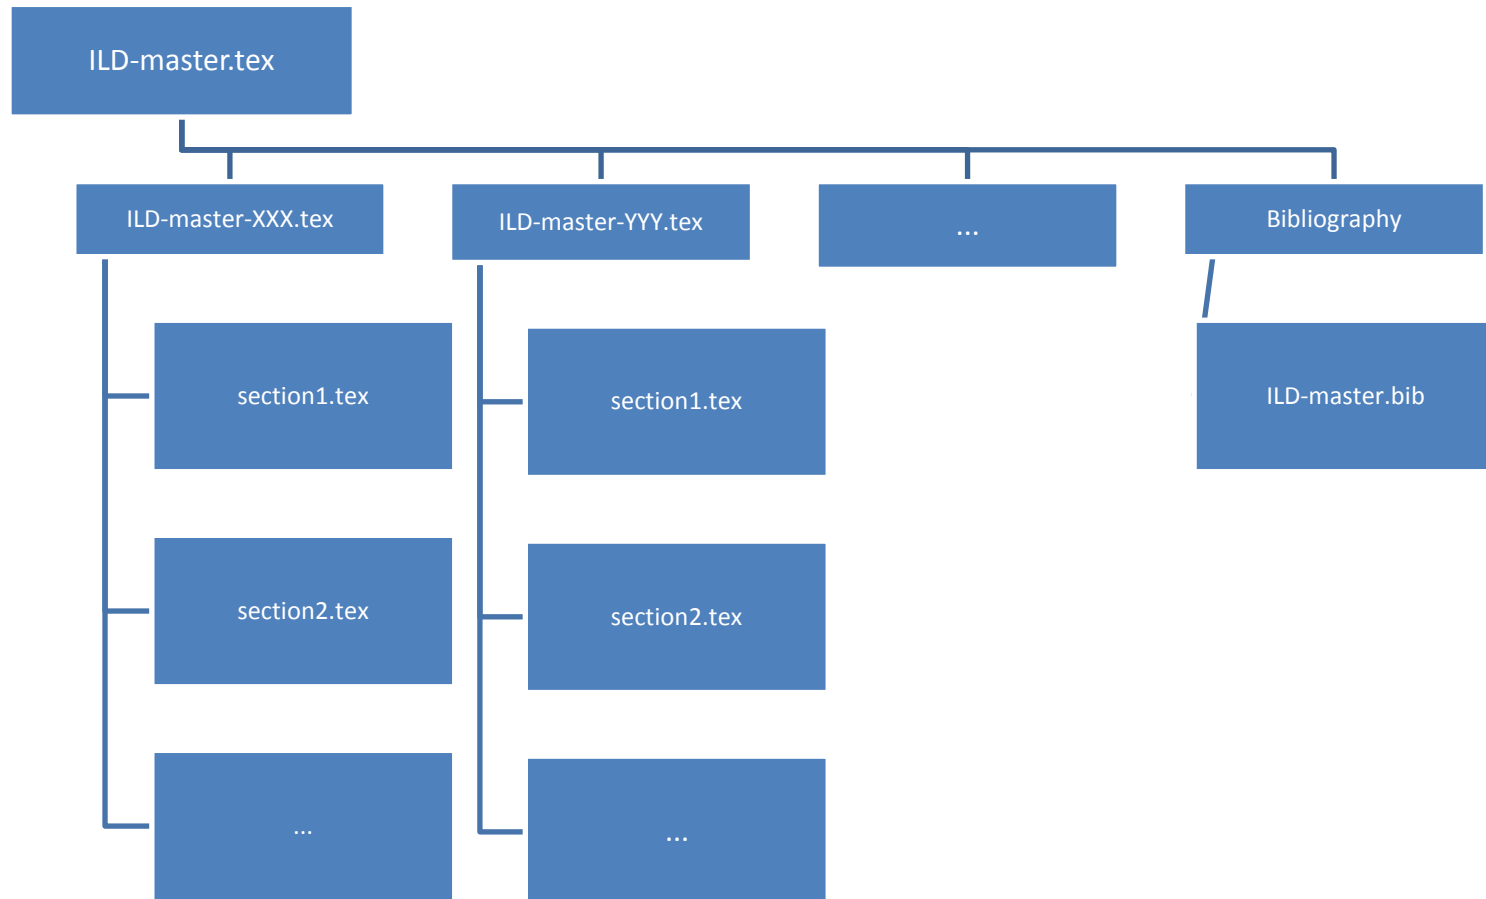 ILD-master.tex
ILD-master-XXX.tex
ILD-master-YYY.tex
...
Bibliography
section1.tex
section1.tex
ILD-master.bib
section2.tex
section2.tex
...
...